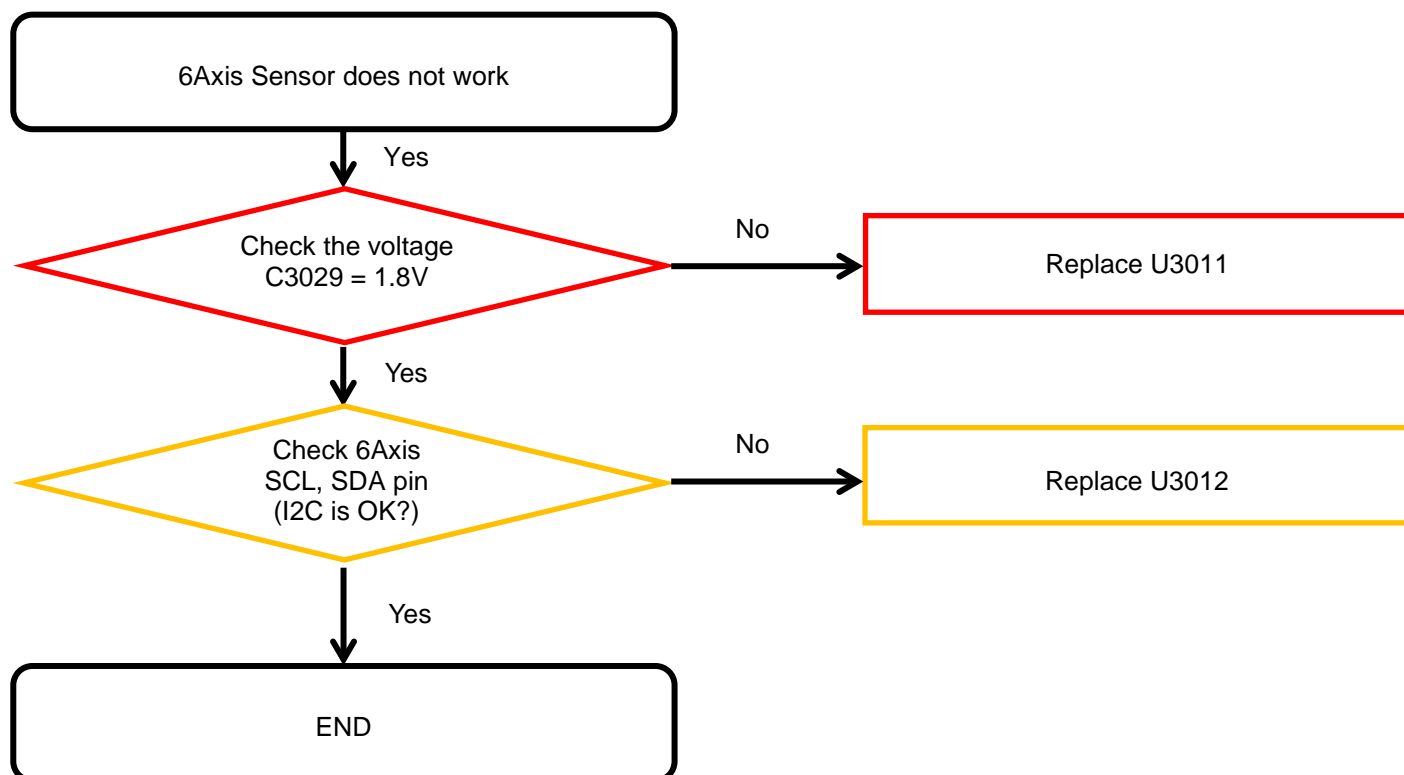 6Axis Sensor does not work
Yes
Check the voltage
C3029 = 1.8V
No
Replace U3011
Yes
Check 6Axis
SCL, SDA pin
(I2C is OK?)
No
Replace U3012
Yes
END